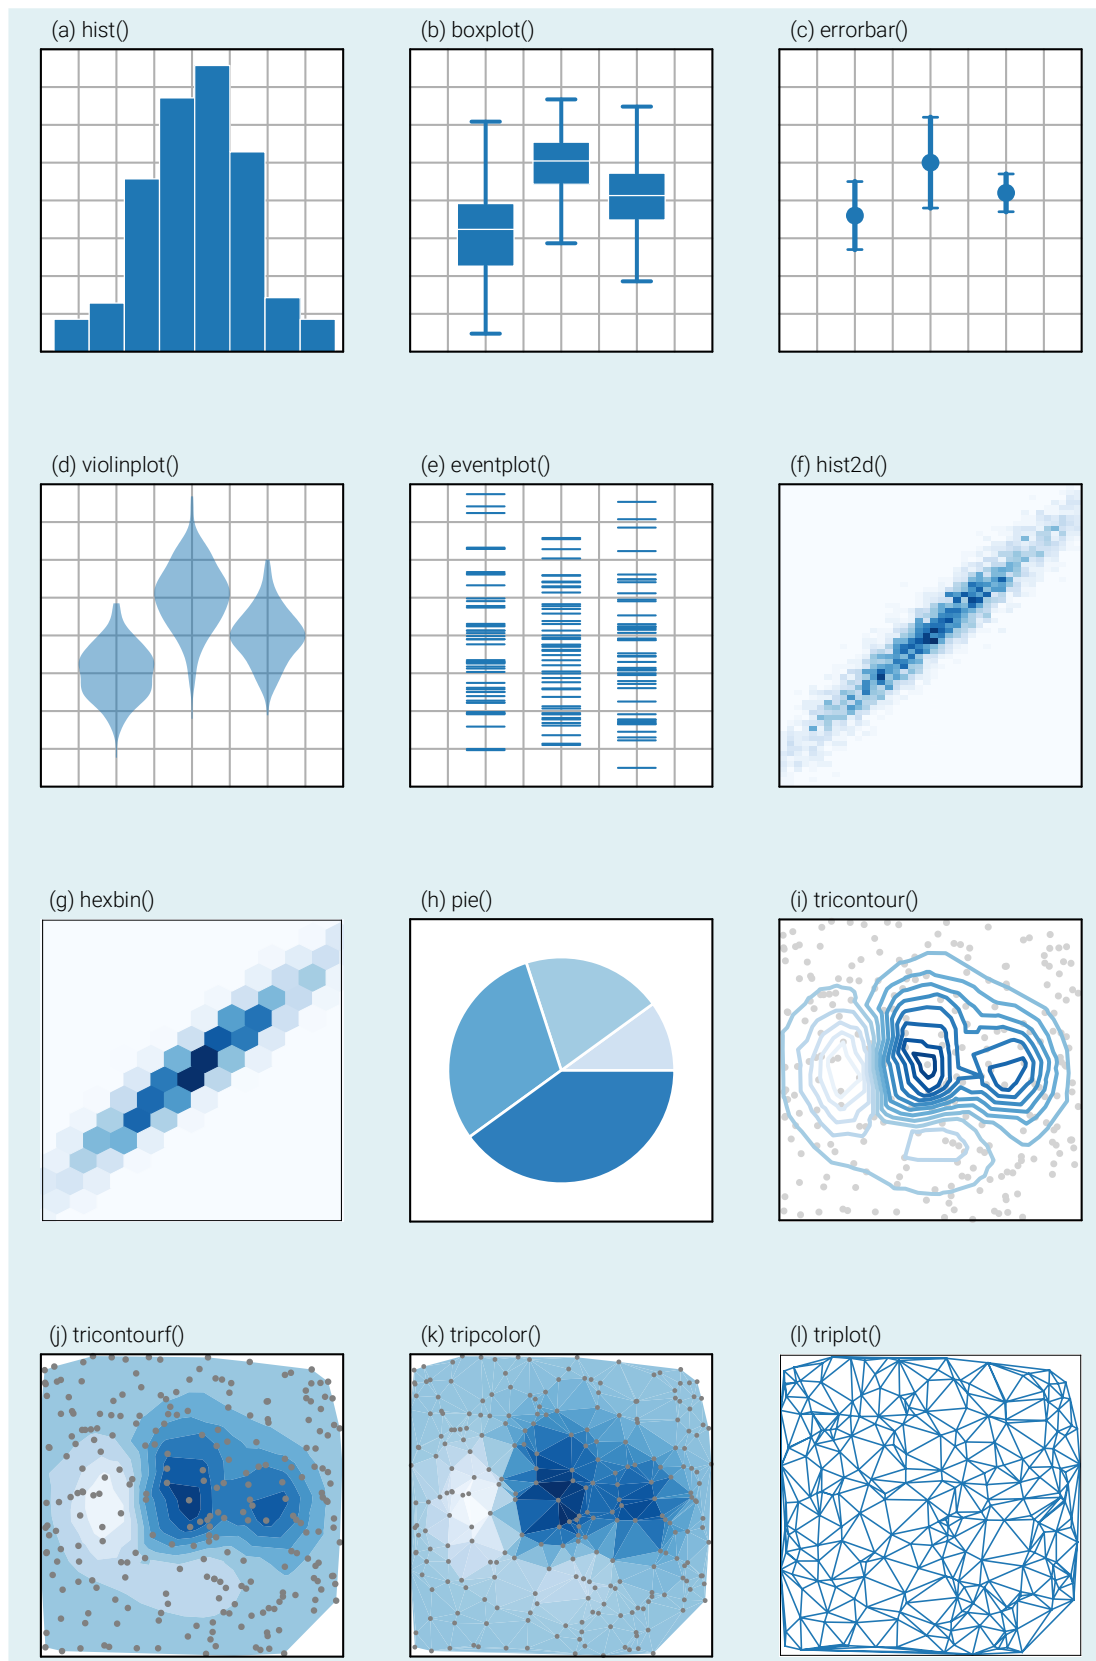 (a) hist()
(b) boxplot()
(c) errorbar()
(d) violinplot()
(e) eventplot()
(f) hist2d()
(g) hexbin()
(h) pie()
(i) tricontour()
(j) tricontourf()
(k) tripcolor()
(l) triplot()